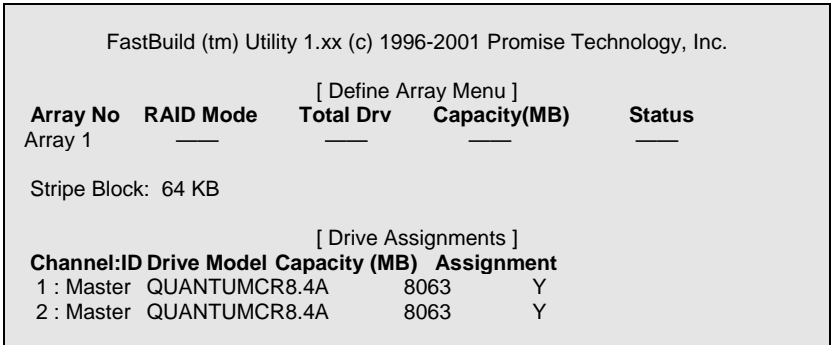 FastBuild (tm) Utility 1.xx (c) 1996-2001 Promise Technology, Inc.
[ Define Array Menu ]
Array No RAID Mode Total Drv Capacity(MB) Status
Array 1 —— —— —— ——
Stripe Block: 64 KB
[ Drive Assignments ]
Channel:ID Drive Model Capacity (MB) Assignment
1 : Master QUANTUMCR8.4A 8063 Y
2 : Master QUANTUMCR8.4A 8063 Y